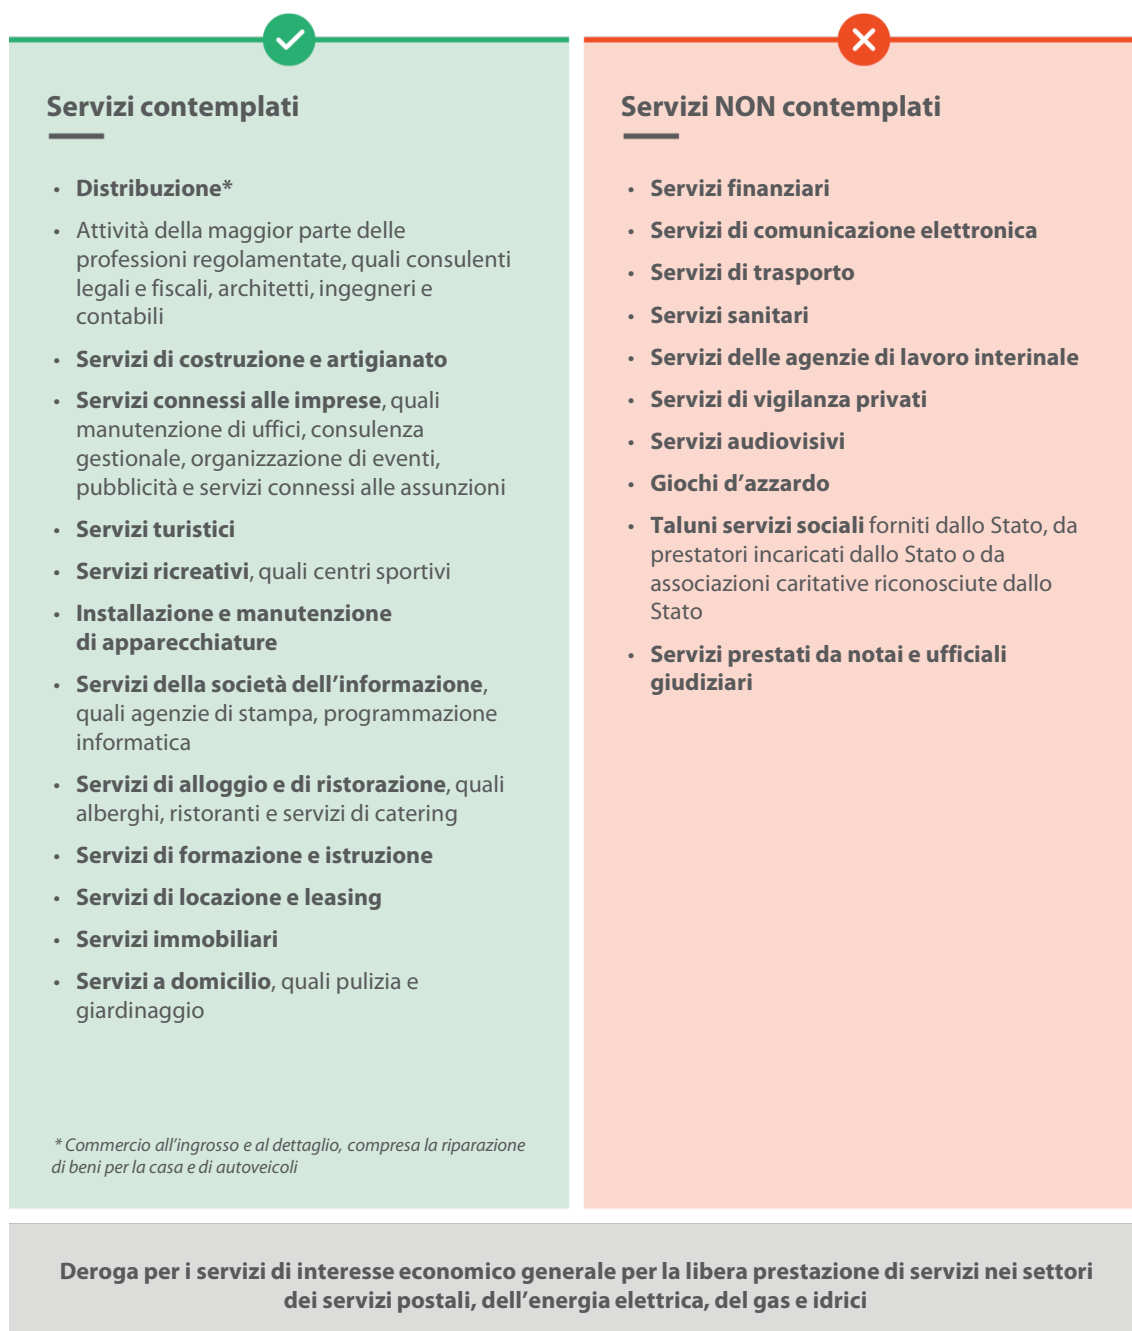 Servizi contemplati
• Distribuzione*
• Attività della maggior parte delle
professioni regolamentate, quali consulenti
legali e fiscali, architetti, ingegneri e
contabili
• Servizi di costruzione e artigianato
• Servizi connessi alle imprese, quali
manutenzione di uffici, consulenza
gestionale, organizzazione di eventi,
pubblicità e servizi connessi alle assunzioni
• Servizi turistici
• Servizi ricreativi, quali centri sportivi
• Installazione e manutenzione
di apparecchiature
• Servizi della società dell’informazione,
quali agenzie di stampa, programmazione
informatica
• Servizi di alloggio e di ristorazione, quali
alberghi, ristoranti e servizi di catering
• Servizi di formazione e istruzione
• Servizi di locazione e leasing
• Servizi immobiliari
• Servizi a domicilio, quali pulizia e
giardinaggio
* Commercio all’ingrosso e al dettaglio, compresa la riparazione
di beni per la casa e di autoveicoli
Servizi NON contemplati
• Servizi finanziari
• Servizi di comunicazione elettronica
• Servizi di trasporto
• Servizi sanitari
• Servizi delle agenzie di lavoro interinale
• Servizi di vigilanza privati
• Servizi audiovisivi
• Giochi d’azzardo
• Taluni servizi sociali forniti dallo Stato, da
prestatori incaricati dallo Stato o da
associazioni caritative riconosciute dallo
Stato
• Servizi prestati da notai e ufficiali
giudiziari
Deroga per i servizi di interesse economico generale per la libera prestazione di servizi nei settori
dei servizi postali, dell’energia elettrica, del gas e idrici